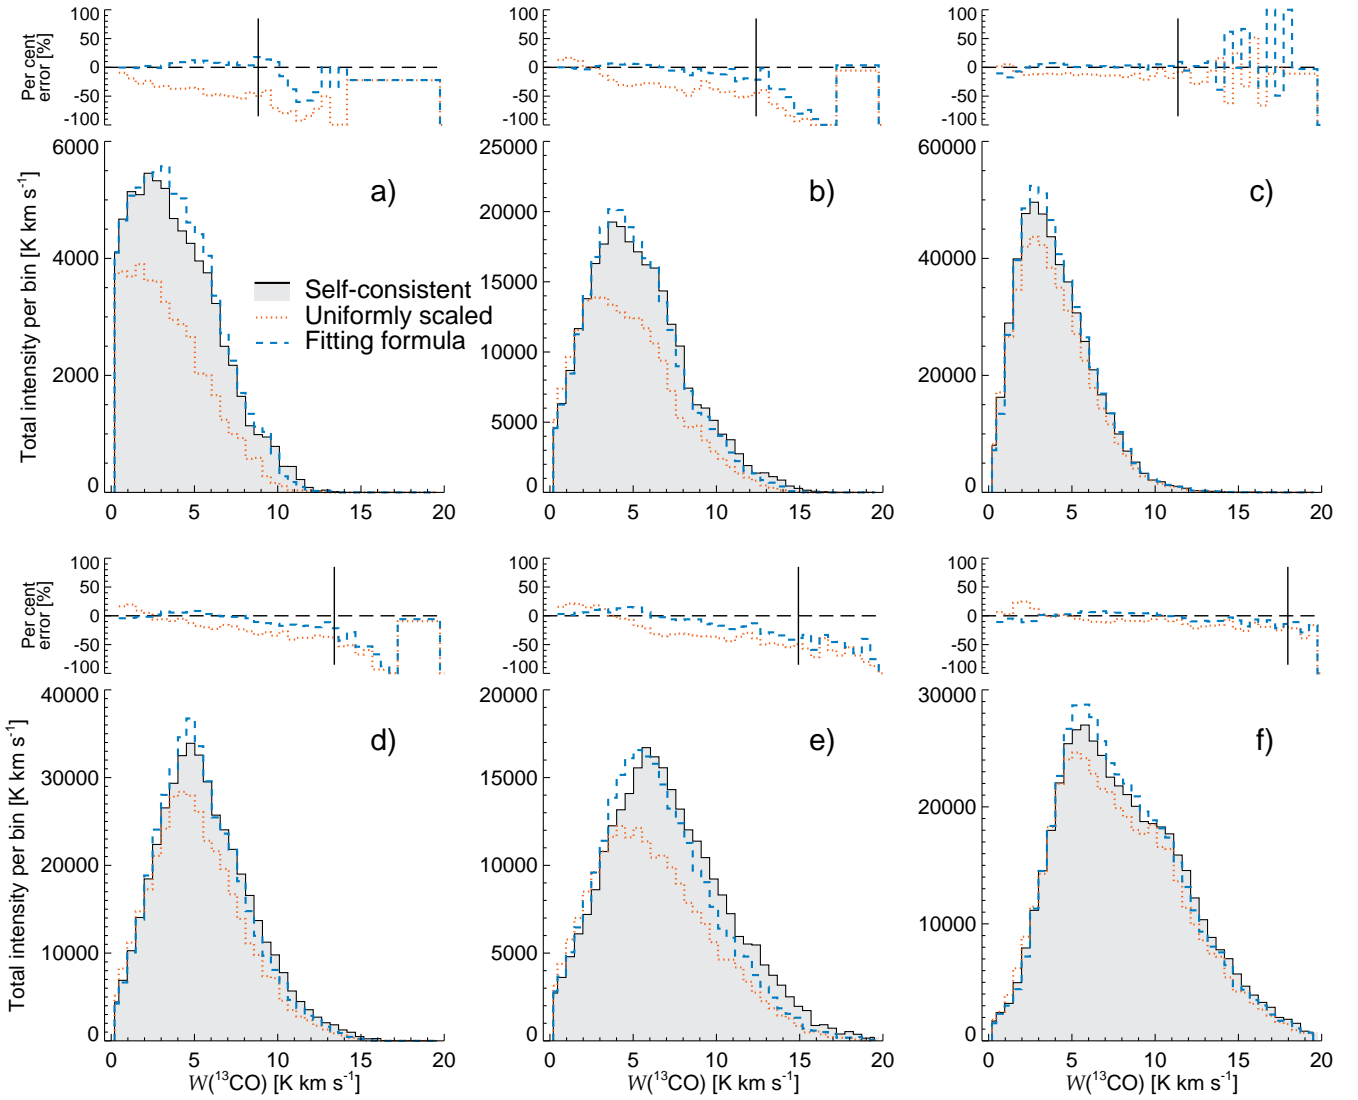 100
50
0
-50
-100
Per cent
error [%]
100
50
0
-50
-100
100
50
0
-50
-100
6000
4000
2000
0
Total intensity per bin [K km s⁻¹]
a)
Self-consistent
Uniformly scaled
Fitting formula
0 5 10 15 20
25000
20000
15000
10000
5000
0
b)
0 5 10 15 20
60000
40000
20000
0
c)
0 5 10 15 20
100
50
0
-50
-100
Per cent
error [%]
100
50
0
-50
-100
100
50
0
-50
-100
40000
30000
20000
10000
0
Total intensity per bin [K km s⁻¹]
d)
0 5 10 15 20
W(¹³CO) [K km s⁻¹]
20000
15000
10000
5000
0
e)
0 5 10 15 20
W(¹³CO) [K km s⁻¹]
30000
20000
10000
0
f)
0 5 10 15 20
W(¹³CO) [K km s⁻¹]